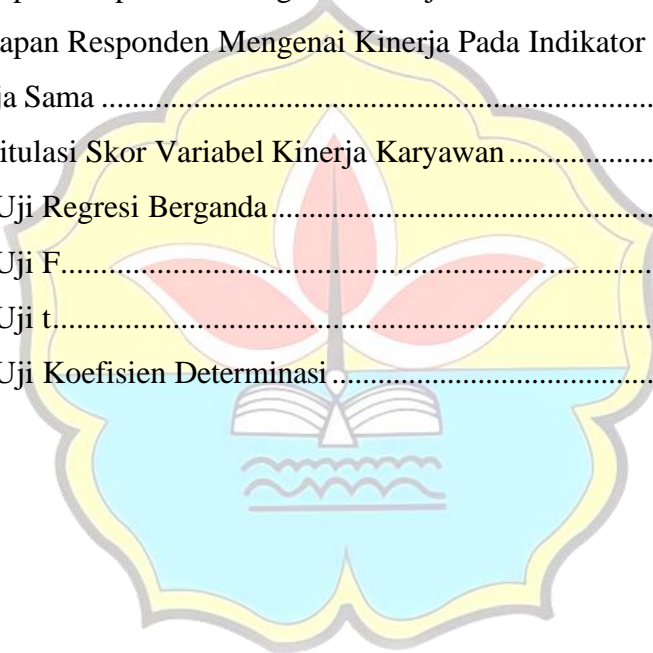 apan Responden Mengenai Kinerja Pada Indikator
ja Sama ........................................................................
itulasi Skor Variabel Kinerja Karyawan ...................
Uji Regresi Berganda ...................................................
Uji F..............................................................................
Uji t...............................................................................
Uji Koefisien Determinasi ..........................................